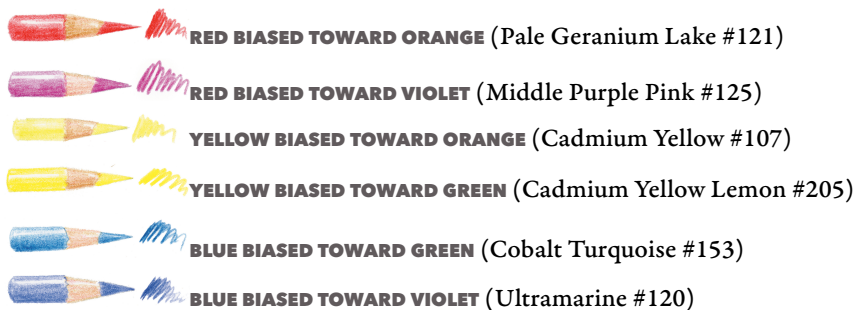 RED BIASED TOWARD ORANGE (Pale Geranium Lake #121)
RED BIASED TOWARD VIOLET (Middle Purple Pink #125)
YELLOW BIASED TOWARD ORANGE (Cadmium Yellow #107)
YELLOW BIASED TOWARD GREEN (Cadmium Yellow Lemon #205)
BLUE BIASED TOWARD GREEN (Cobalt Turquoise #153)
BLUE BIASED TOWARD VIOLET (Ultramarine #120)